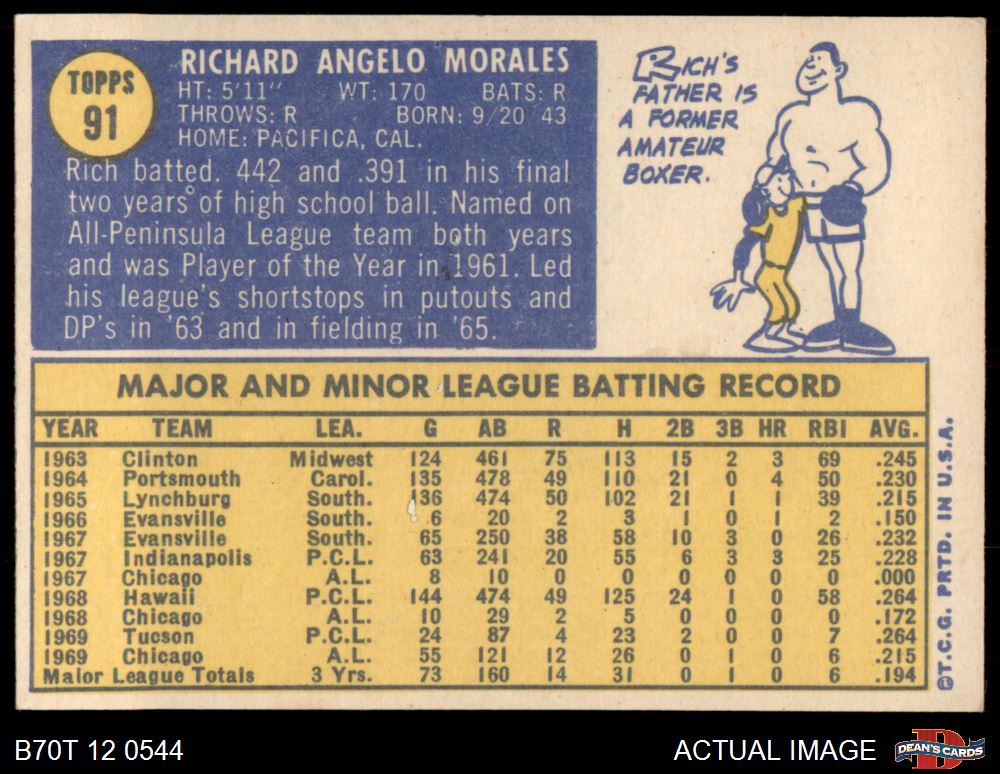 TOPPS
91
RICHARD ANGELO MORALES
HT: 5'11" WT: 170 BATS: R
THROWS: R BORN: 9/20 43
HOME: PACIFICA, CAL.
Rich batted. 442 and .391 in his final
two years of high school ball. Named on
All-Peninsula League team both years
and was Player of the Year in 1961. Led
his league's shortstops in putouts and
DP's in '63 and in fielding in '65.
RICH'S
FATHER IS
A FORMER
AMATEUR
BOXER.
MAJOR AND MINOR LEAGUE BATTING RECORD
YEAR TEAM LEA. G AB R H 2B 3B HR RBI AVG.
1963 Clinton Midwest 124 461 75 113 15 2 3 69 .245
1964 Portsmouth Carol. 135 478 49 110 21 0 4 50 .230
1965 Lynchburg South. 136 474 50 102 21 1 1 39 .215
1966 Evansville South. 6 20 2 3 1 0 1 2 .150
1967 Evansville South. 65 250 38 58 10 3 0 26 .232
1967 Indianapolis P.C.L. 63 241 20 55 6 3 3 25 .228
1967 Chicago A.L. 8 10 0 0 0 0 0 0 .000
1968 Hawaii P.C.L. 144 474 49 125 24 1 0 58 .264
1968 Chicago A.L. 10 29 2 5 0 0 0 0 .172
1969 Tucson P.C.L. 24 87 4 23 2 0 0 7 .264
1969 Chicago A.L. 55 121 12 26 0 1 0 6 .215
Major League Totals 3 Yrs. 73 160 14 31 0 1 0 6 .194
©T.C.G. PRTD. IN U.S.A.
B70T 12 0544
ACTUAL IMAGE
DEAN'S CARDS